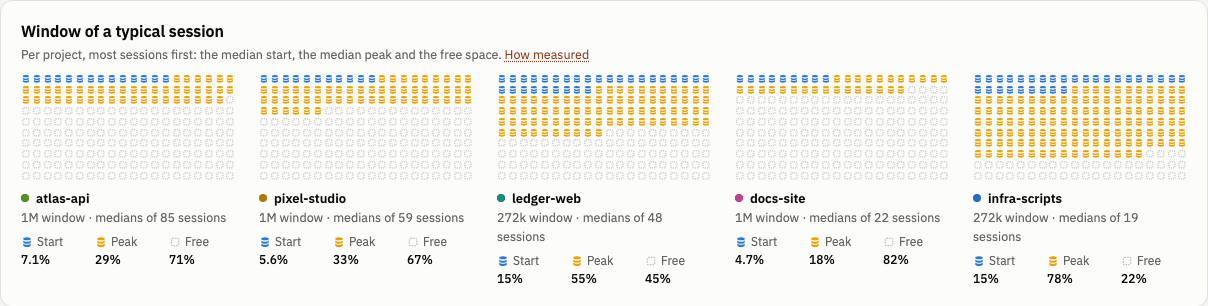 Window of a typical session
Per project, most sessions first: the median start, the median peak and the free space. How measured
atlas-api
1M window · medians of 85 sessions
Start Peak Free
7.1% 29% 71%
pixel-studio
1M window · medians of 59 sessions
Start Peak Free
5.6% 33% 67%
ledger-web
272k window · medians of 48
sessions
Start Peak Free
15% 55% 45%
docs-site
1M window · medians of 22 sessions
Start Peak Free
4.7% 18% 82%
infra-scripts
272k window · medians of 19
sessions
Start Peak Free
15% 78% 22%